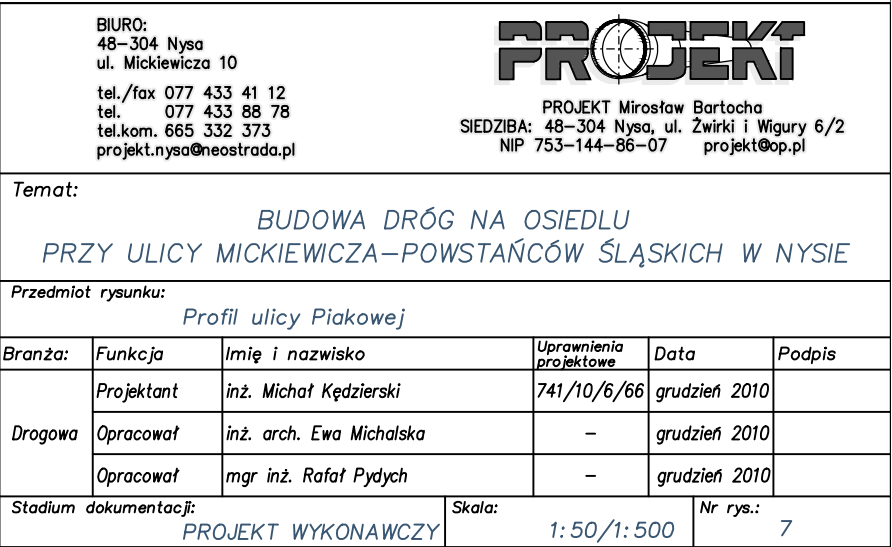 BIURO:
48-304 Nysa
ul. Mickiewicza 10
tel./fax 077 433 41 12
tel. 077 433 88 78
tel.kom. 665 332 373
projekt.nysa@neostrada.pl
PROJEKT
PROJEKT Mirosław Bartocha
SIEDZIBA: 48-304 Nysa, ul. Żwirki i Wigury 6/2
NIP 753-144-86-07 projekt@op.pl
Temat:
BUDOWA DRÓG NA OSIEDLU
PRZY ULICY MICKIEWICZA-POWSTAŃCÓW ŚLĄSKICH W NYSIE
Przedmiot rysunku:
Profil ulicy Piakowej
Branża: Funkcja Imię i nazwisko Uprawnienia projektowe Data Podpis
Projektant inż. Michał Kędzierski 741/10/6/66 grudzień 2010
Drogowa Opracował inż. arch. Ewa Michalska - grudzień 2010
Opracował mgr inż. Rafał Pydych - grudzień 2010
Stadium dokumentacji: Skala: Nr rys.:
PROJEKT WYKONAWCZY 1:50/1:500 7